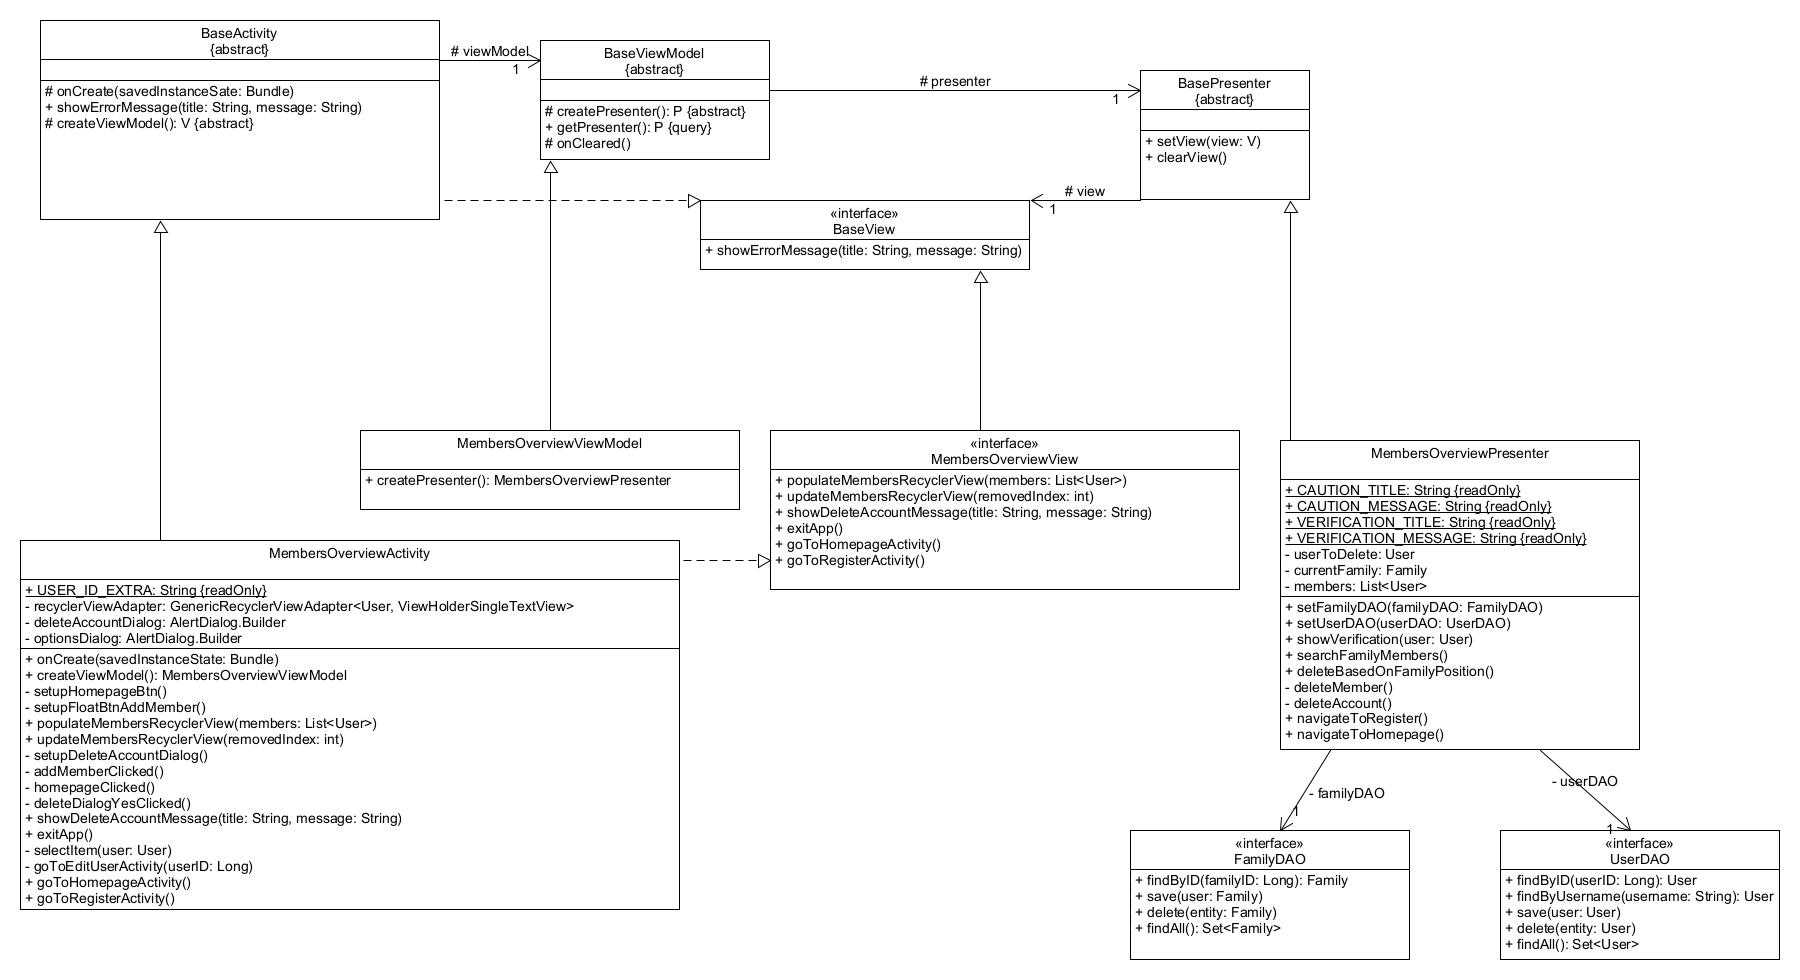 BaseActivity
{abstract}
# onCreate(savedInstanceSate: Bundle)
+ showErrorMessage(title: String, message: String)
# createViewModel(): V {abstract}
# viewModel
1
BaseViewModel
{abstract}
# createPresenter(): P {abstract}
+ getPresenter(): P {query}
# onCleared()
# presenter
1
BasePresenter
{abstract}
+ setView(view: V)
+ clearView()
# view
1
«interface»
BaseView
+ showErrorMessage(title: String, message: String)
MembersOverviewViewModel
+ createPresenter(): MembersOverviewPresenter
«interface»
MembersOverviewView
+ populateMembersRecyclerView(members: List<User>)
+ updateMembersRecyclerView(removedIndex: int)
+ showDeleteAccountMessage(title: String, message: String)
+ exitApp()
+ goToHomepageActivity()
+ goToRegisterActivity()
MembersOverviewPresenter
+ CAUTION_TITLE: String {readOnly}
+ CAUTION_MESSAGE: String {readOnly}
+ VERIFICATION_TITLE: String {readOnly}
+ VERIFICATION_MESSAGE: String {readOnly}
- userToDelete: User
- currentFamily: Family
- members: List<User>
+ setFamilyDAO(familyDAO: FamilyDAO)
+ setUserDAO(userDAO: UserDAO)
+ showVerification(user: User)
+ searchFamilyMembers()
+ deleteBasedOnFamilyPosition()
- deleteMember()
- deleteAccount()
+ navigateToRegister()
+ navigateToHomepage()
MembersOverviewActivity
+ USER_ID_EXTRA: String {readOnly}
- recyclerViewAdapter: GenericRecyclerViewAdapter<User, ViewHolderSingleTextView>
- deleteAccountDialog: AlertDialog.Builder
- optionsDialog: AlertDialog.Builder
+ onCreate(savedInstanceState: Bundle)
+ createViewModel(): MembersOverviewViewModel
- setupHomepageBtn()
- setupFloatBtnAddMember()
+ populateMembersRecyclerView(members: List<User>)
+ updateMembersRecyclerView(removedIndex: int)
- setupDeleteAccountDialog()
- addMemberClicked()
- homepageClicked()
- deleteDialogYesClicked()
+ showDeleteAccountMessage(title: String, message: String)
+ exitApp()
- selectItem(user: User)
- goToEditUserActivity(userID: Long)
+ goToHomepageActivity()
+ goToRegisterActivity()
- familyDAO
1
- userDAO
1
«interface»
FamilyDAO
+ findByID(familyID: Long): Family
+ save(user: Family)
+ delete(entity: Family)
+ findAll(): Set<Family>
«interface»
UserDAO
+ findByID(userID: Long): User
+ findByUsername(username: String): User
+ save(user: User)
+ delete(entity: User)
+ findAll(): Set<User>